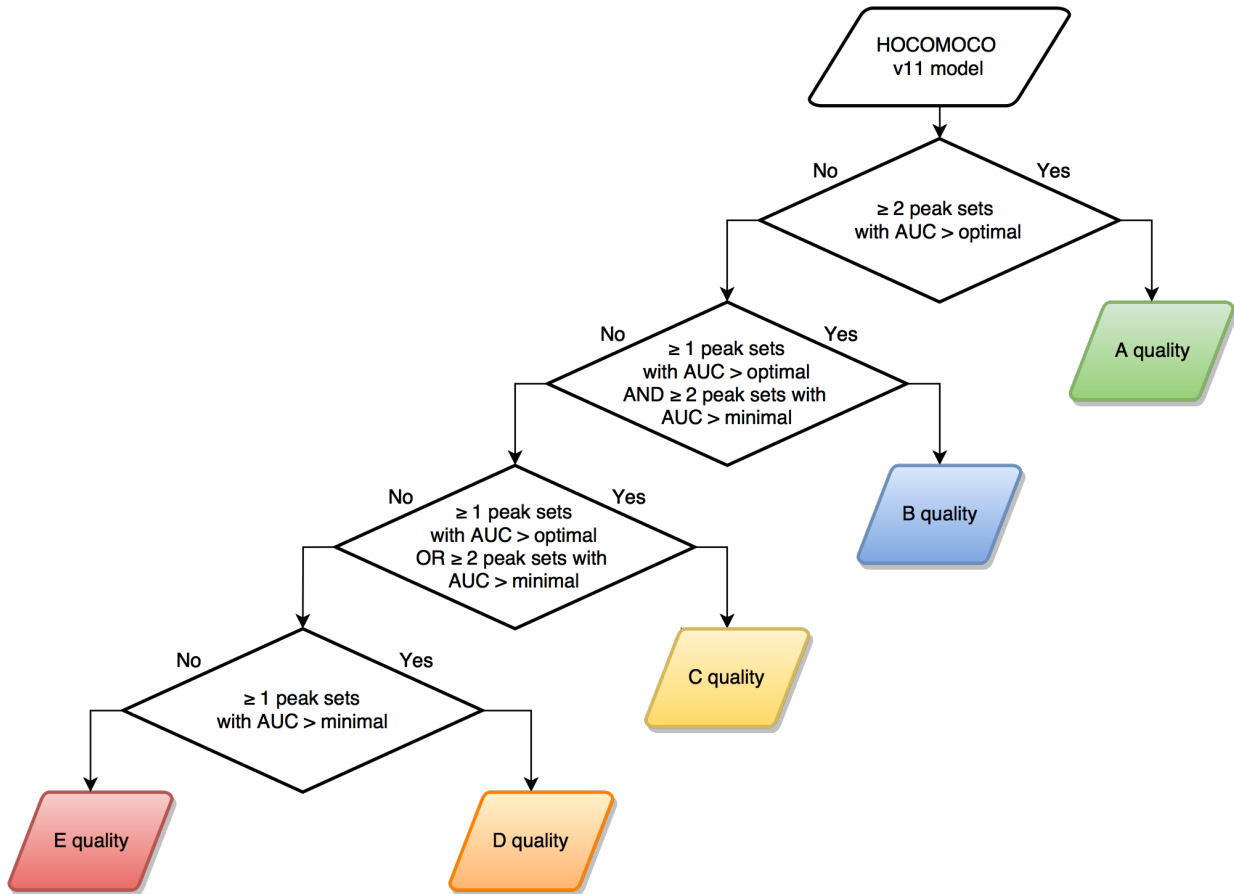 HOCOMOCO
v11 model
No
Yes
≥ 2 peak sets
with AUC > optimal
No
Yes
≥ 1 peak sets
with AUC > optimal
AND ≥ 2 peak sets with
AUC > minimal
A quality
No
Yes
≥ 1 peak sets
with AUC > optimal
OR ≥ 2 peak sets with
AUC > minimal
B quality
No
Yes
≥ 1 peak sets
with AUC > minimal
C quality
E quality
D quality